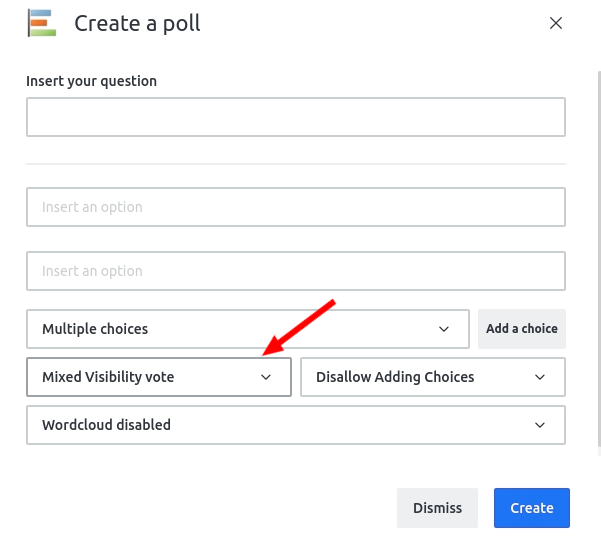 Create a poll
Insert your question
Insert an option
Insert an option
Multiple choices
Add a choice
Mixed Visibility vote
Disallow Adding Choices
Wordcloud disabled
Dismiss
Create